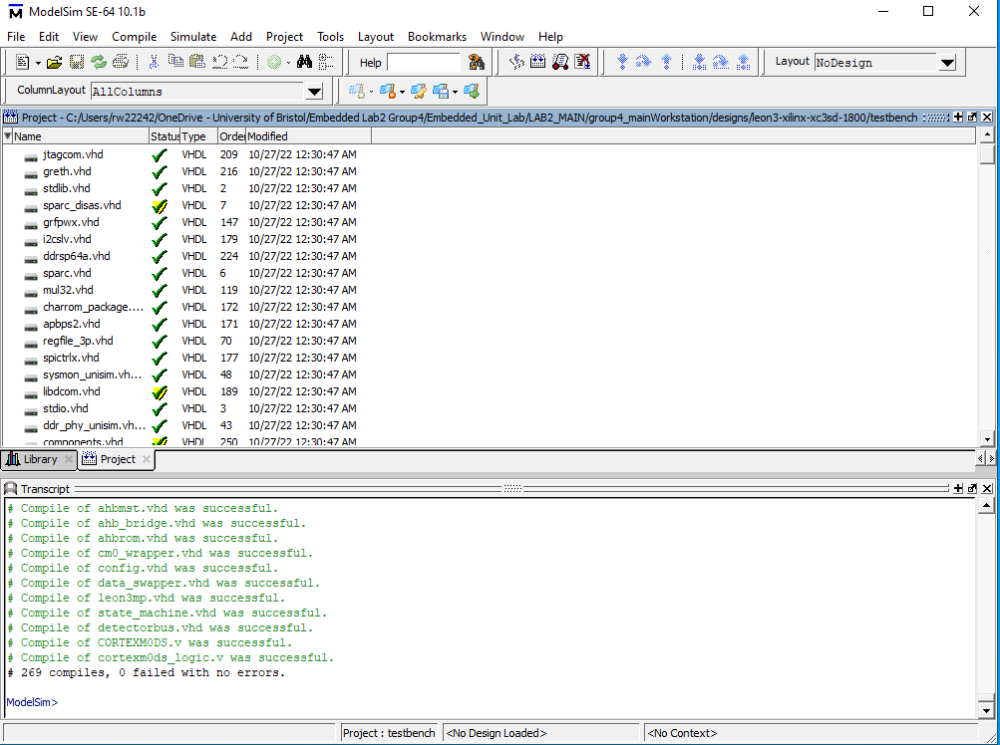 ModelSim SE-64 10.1b
File Edit View Compile Simulate Add Project Tools Layout Bookmarks Window Help
Help Layout NoDesign
ColumnLayout AllColumns
Project - C:/Users/rw22242/OneDrive - University of Bristol/Embedded Lab2 Group4/Embedded_Unit_Lab/LAB2_MAIN/group4_mainWorkstation/designs/leon3-xilinx-xc3sd-1800/testbench
Name Status Type Order Modified
jtagcom.vhd VHDL 209 10/27/22 12:30:47 AM
greth.vhd VHDL 216 10/27/22 12:30:47 AM
stdlib.vhd VHDL 2 10/27/22 12:30:47 AM
sparc_disas.vhd VHDL 7 10/27/22 12:30:47 AM
grfpwx.vhd VHDL 147 10/27/22 12:30:47 AM
i2cslv.vhd VHDL 179 10/27/22 12:30:47 AM
ddrsp64a.vhd VHDL 224 10/27/22 12:30:47 AM
sparc.vhd VHDL 6 10/27/22 12:30:47 AM
mul32.vhd VHDL 119 10/27/22 12:30:47 AM
charrom_package.... VHDL 172 10/27/22 12:30:47 AM
apbps2.vhd VHDL 171 10/27/22 12:30:47 AM
regfile_3p.vhd VHDL 70 10/27/22 12:30:47 AM
spictrlx.vhd VHDL 177 10/27/22 12:30:47 AM
sysmon_unisim.vh... VHDL 48 10/27/22 12:30:47 AM
libdcom.vhd VHDL 189 10/27/22 12:30:47 AM
stdio.vhd VHDL 3 10/27/22 12:30:47 AM
ddr_phy_unisim.vh... VHDL 43 10/27/22 12:30:47 AM
components.vhd VHDL 250 10/27/22 12:30:47 AM
Library Project
Transcript
# Compile of ahbmst.vhd was successful.
# Compile of ahb_bridge.vhd was successful.
# Compile of ahbrom.vhd was successful.
# Compile of cm0_wrapper.vhd was successful.
# Compile of config.vhd was successful.
# Compile of data_swapper.vhd was successful.
# Compile of leon3mp.vhd was successful.
# Compile of state_machine.vhd was successful.
# Compile of detectorbus.vhd was successful.
# Compile of CORTEXM0DS.v was successful.
# Compile of cortexm0ds_logic.v was successful.
# 269 compiles, 0 failed with no errors.
ModelSim>
Project : testbench <No Design Loaded> <No Context>